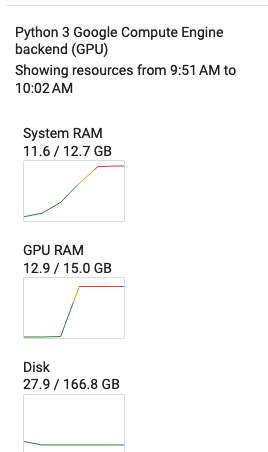 Python 3 Google Compute Engine
backend (GPU)
Showing resources from 9:51 AM to
10:02 AM
System RAM
11.6 / 12.7 GB
GPU RAM
12.9 / 15.0 GB
Disk
27.9 / 166.8 GB